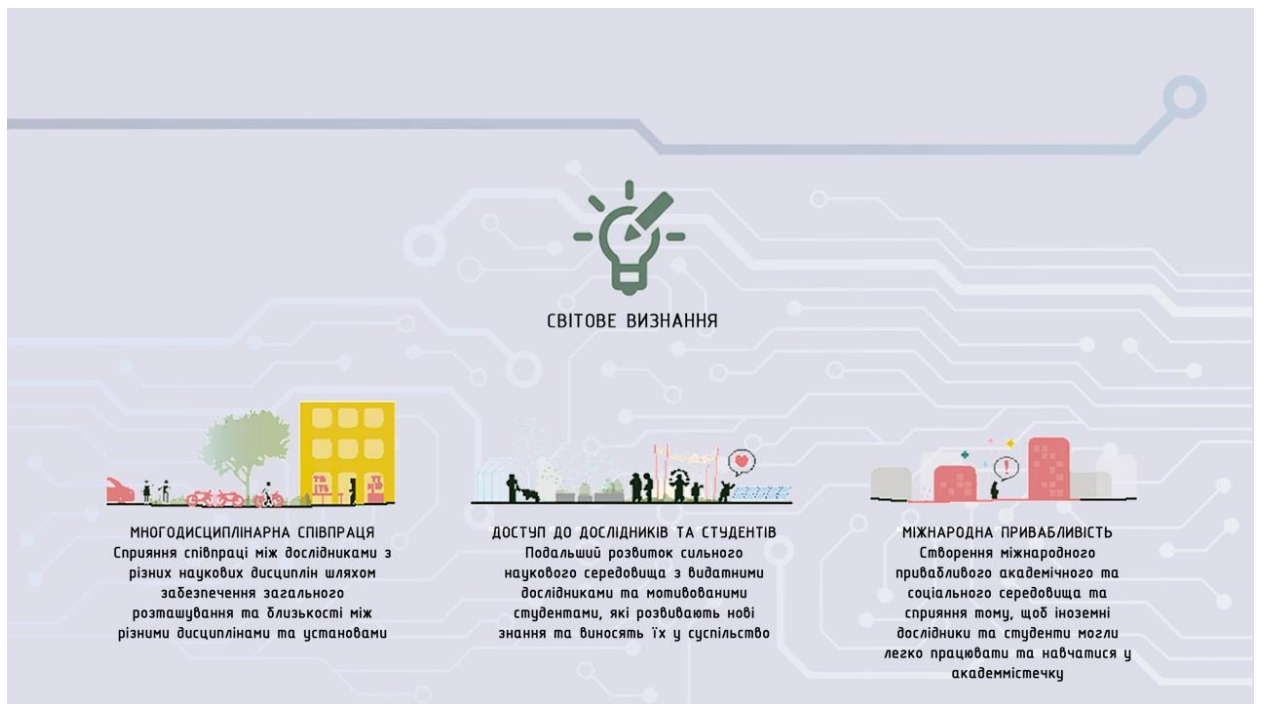 СВІТОВЕ ВИЗНАННЯ
МНОГОДИСЦИПЛІНАРНА СПІВПРАЦЯ
Сприяння співпраці між дослідниками з
різних наукових дисциплін шляхом
забезпечення загального
розташування та близькості між
різними дисциплінами та установами
ДОСТУП ДО ДОСЛІДНИКІВ ТА СТУДЕНТІВ
Подальший розвиток сильного
наукового середовища з видатними
дослідниками та мотивованими
студентами, які розвивають нові
знання та виносять їх у суспільство
МІЖНАРОДНА ПРИВАБЛИВІСТЬ
Створення міжнародного
привабливого академічного та
соціального середовища та
сприяння тому, щоб іноземні
дослідники та студенти могли
легко працювати та навчатися у
академмістечку